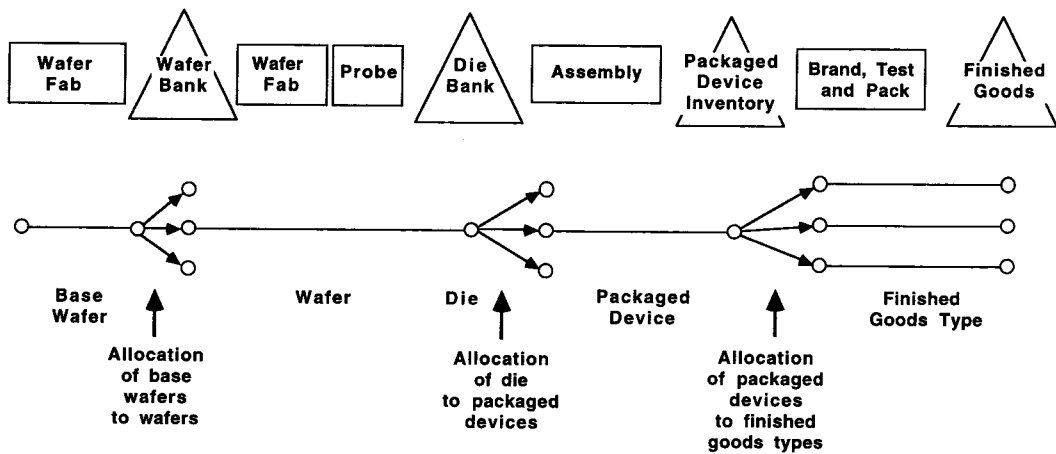 Wafer
Fab
Wafer
Bank
Wafer
Fab
Probe
Die
Bank
Assembly
Packaged
Device
Inventory
Brand, Test
and Pack
Finished
Goods
Base
Wafer
Wafer
Die
Packaged
Device
Finished
Goods Type
Allocation
of base
wafers
to wafers
Allocation
of die
to packaged
devices
Allocation
of packaged
devices
to finished
goods types